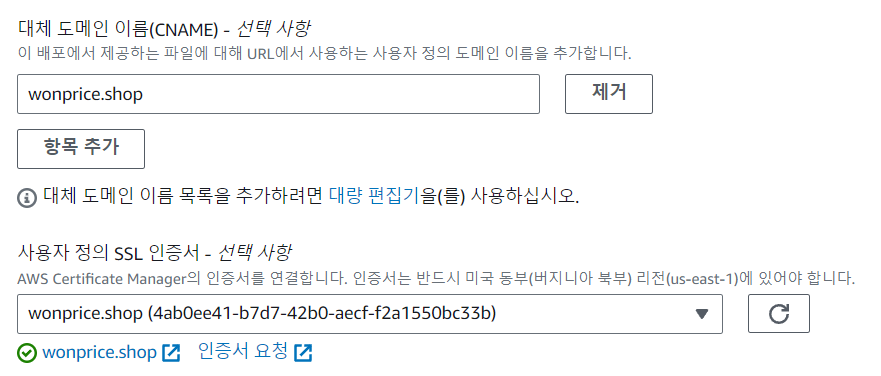 대체 도메인 이름(CNAME) - 선택 사항
이 배포에서 제공하는 파일에 대해 URL에서 사용하는 사용자 정의 도메인 이름을 추가합니다.
wonprice.shop
제거
항목 추가
대체 도메인 이름 목록을 추가하려면 대량 편집기을(를) 사용하십시오.
사용자 정의 SSL 인증서 - 선택 사항
AWS Certificate Manager의 인증서를 연결합니다. 인증서는 반드시 미국 동부(버지니아 북부) 리전(us-east-1)에 있어야 합니다.
wonprice.shop (4ab0ee41-b7d7-42b0-aecf-f2a1550bc33b)
wonprice.shop 인증서 요청